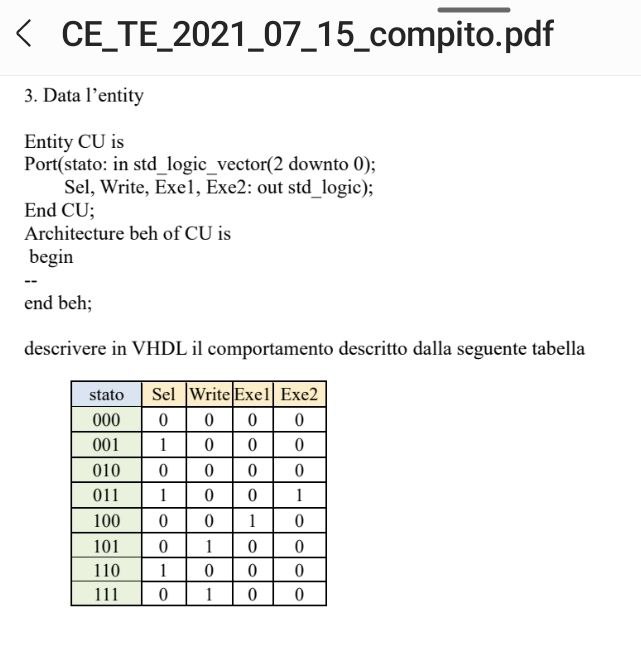 < CE_TE_2021_07_15_compito.pdf
3. Data l’entity
Entity CU is
Port(stato: in std_logic_vector(2 downto 0);
Sel, Write, Exe1, Exe2: out std_logic);
End CU;
Architecture beh of CU is
begin
--
end beh;
descrivere in VHDL il comportamento descritto dalla seguente tabella
stato Sel Write Exe1 Exe2
000 0 0 0 0
001 1 0 0 0
010 0 0 0 0
011 1 0 0 1
100 0 0 1 0
101 0 1 0 0
110 1 0 0 0
111 0 1 0 0